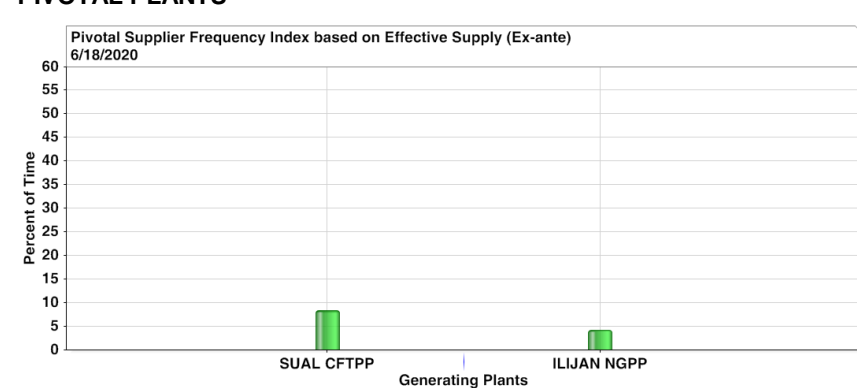 PIVOTAL PLANTS
Pivotal Supplier Frequency Index based on Effective Supply (Ex-ante)
6/18/2020
60
55
50
45
40
35
30
25
20
15
10
5
0
Percent of Time
SUAL CFTPP
ILIJAN NGPP
Generating Plants